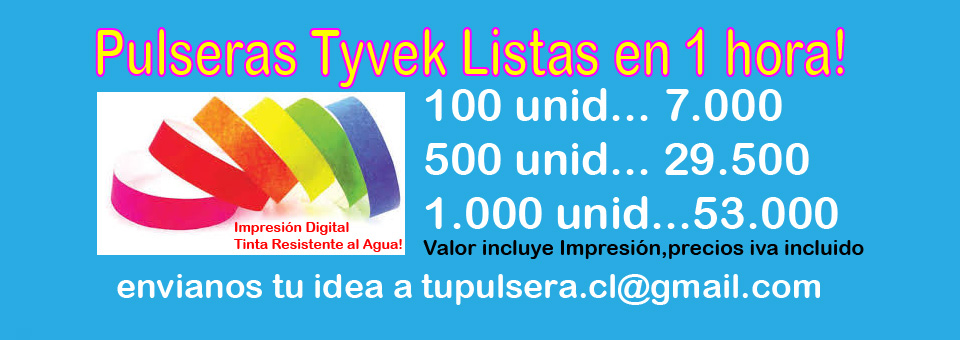 Pulseras Tyvek Listas en 1 hora!
100 unid... 7.000
500 unid... 29.500
1.000 unid...53.000
Impresión Digital
Tinta Resistente al Agua!
Valor incluye Impresión,precios iva incluido
envianos tu idea a tupulsera.cl@gmail.com